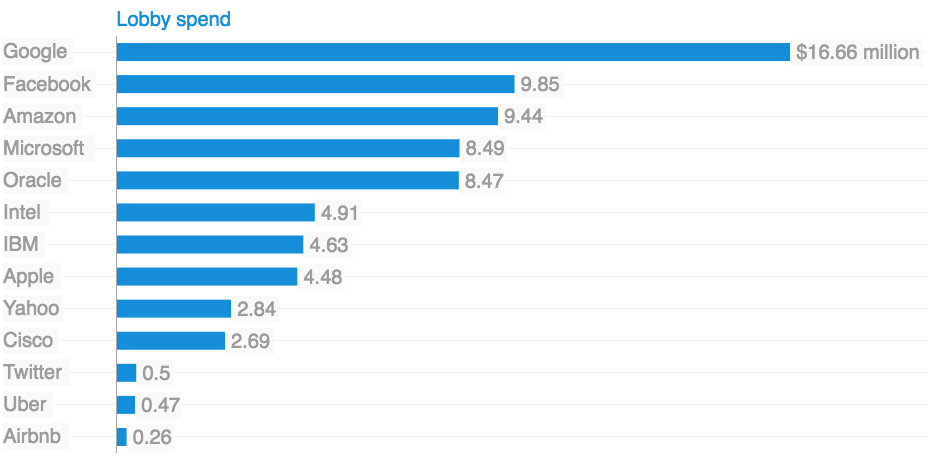 Lobby spend
Google $16.66 million
Facebook 9.85
Amazon 9.44
Microsoft 8.49
Oracle 8.47
Intel 4.91
IBM 4.63
Apple 4.48
Yahoo 2.84
Cisco 2.69
Twitter 0.5
Uber 0.47
Airbnb 0.26